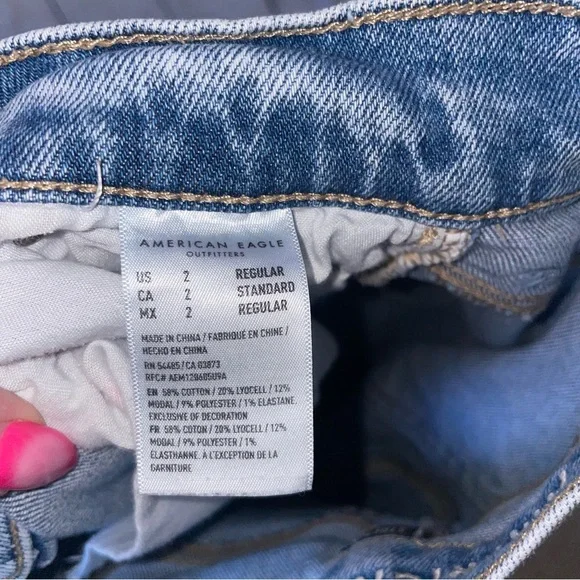 AMERICAN EAGLE
OUTFITTERS
US 2 REGULAR
CA 2 STANDARD
MX 2 REGULAR
MADE IN CHINA / FABRIQUÉ EN CHINE /
HECHO EN CHINA
RN 54485 / CA 03873
RFC# AEM120605U9A
EN 58% COTTON / 20% LYOCELL / 12%
MODAL / 9% POLYESTER / 1% ELASTANE.
EXCLUSIVE OF DECORATION
FR 58% COTON / 20% LYOCELL / 12%
MODAL / 9% POLYESTER / 1%
ÉLASTHANNE. À L'EXCEPTION DE LA
GARNITURE